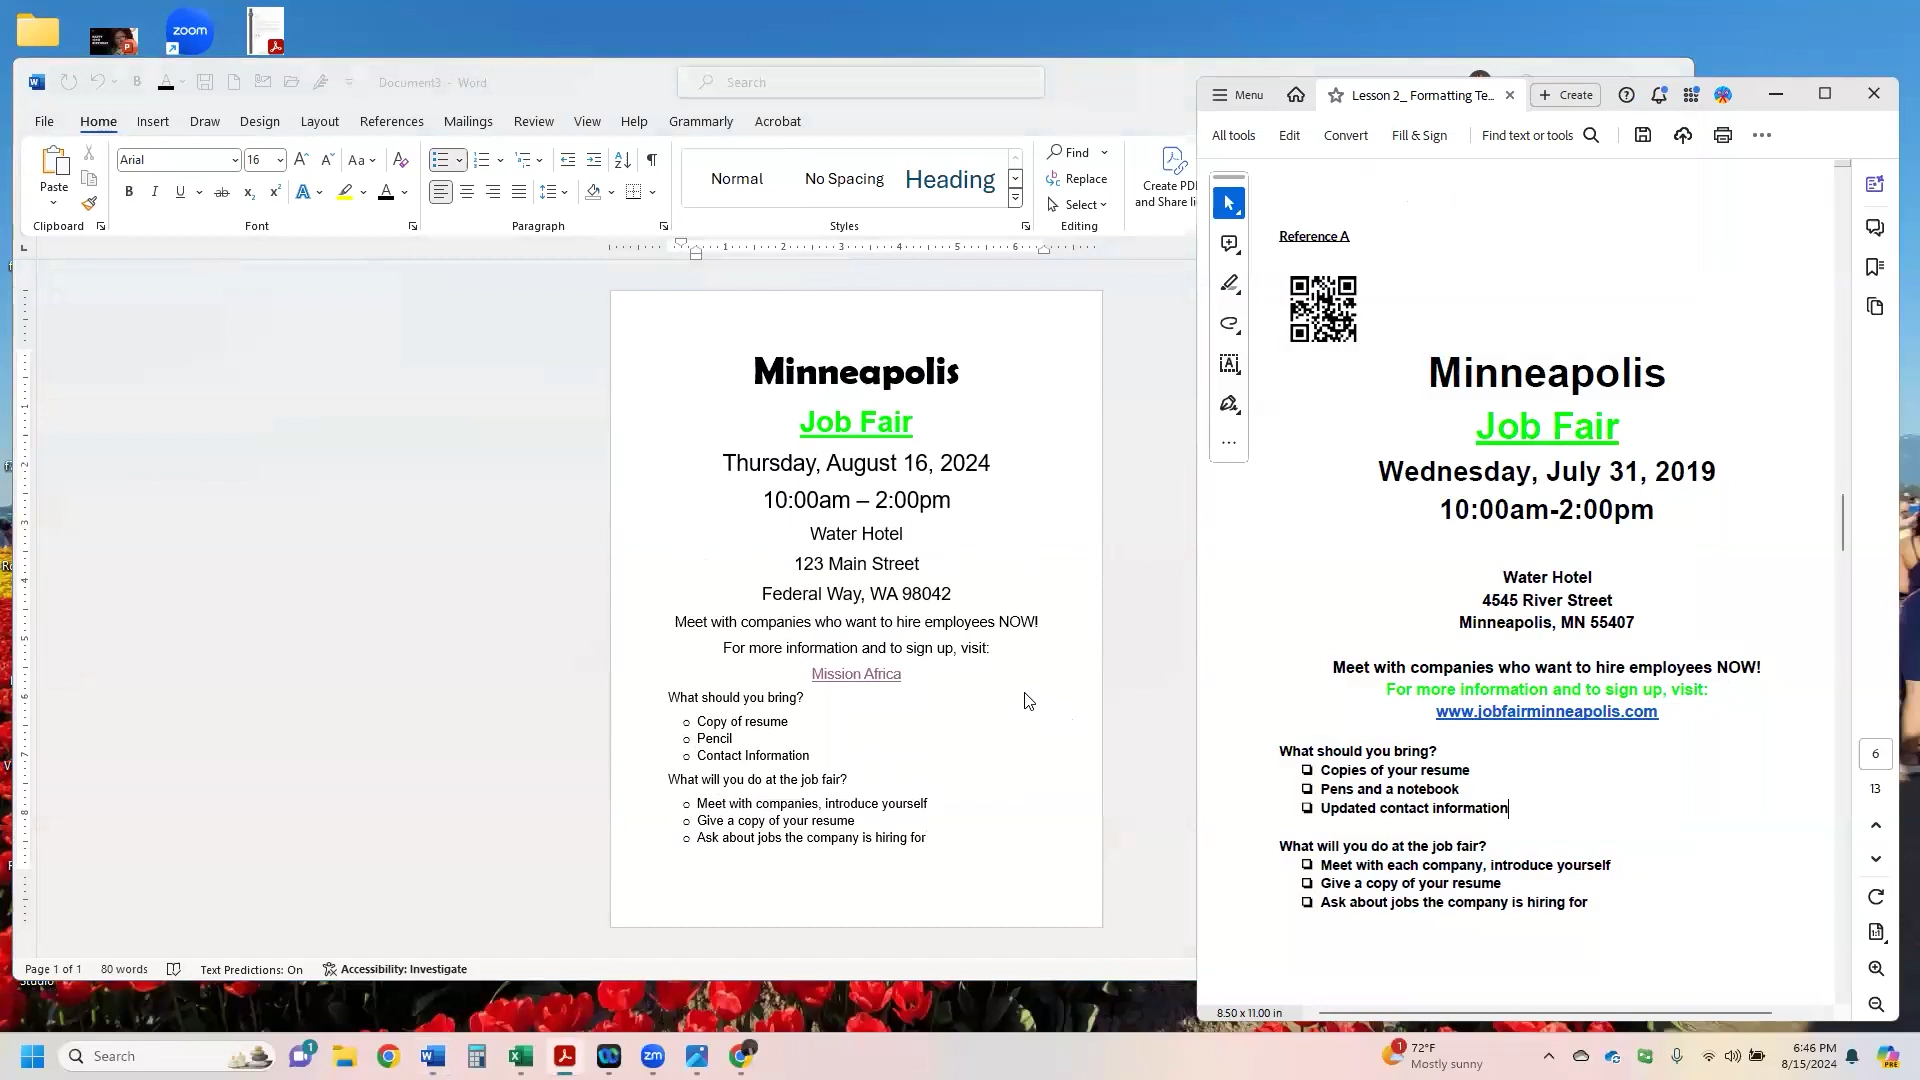 zoom
Document3 - Word
Search
File Home Insert Draw Design Layout References Mailings Review View Help Grammarly Acrobat
Paste
Clipboard
Arial 16
Font
Paragraph
Normal No Spacing Heading
Styles
Find
Replace
Select
Editing
Create PDF
and Share li
1 2 3 4 5 6
Minneapolis
Job Fair
Thursday, August 16, 2024
10:00am – 2:00pm
Water Hotel
123 Main Street
Federal Way, WA 98042
Meet with companies who want to hire employees NOW!
For more information and to sign up, visit:
Mission Africa
What should you bring?
o Copy of resume
o Pencil
o Contact Information
What will you do at the job fair?
o Meet with companies, introduce yourself
o Give a copy of your resume
o Ask about jobs the company is hiring for
Page 1 of 1 80 words Text Predictions: On Accessibility: Investigate
Studio
Menu Lesson 2_ Formatting Te... Create
All tools Edit Convert Fill & Sign Find text or tools
Reference A
Minneapolis
Job Fair
Wednesday, July 31, 2019
10:00am-2:00pm
Water Hotel
4545 River Street
Minneapolis, MN 55407
Meet with companies who want to hire employees NOW!
For more information and to sign up, visit:
www.jobfairminneapolis.com
What should you bring?
❏ Copies of your resume
❏ Pens and a notebook
❏ Updated contact information
What will you do at the job fair?
❏ Meet with each company, introduce yourself
❏ Give a copy of your resume
❏ Ask about jobs the company is hiring for
6
13
8.50 x 11.00 in
Search
72°F
Mostly sunny
6:46 PM
8/15/2024